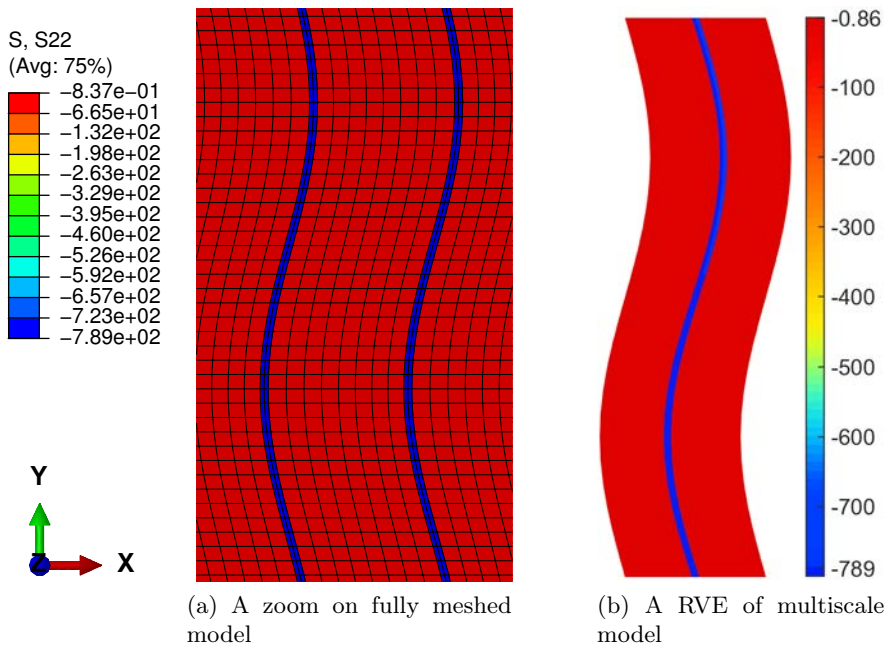 S, S22
(Avg: 75%)
−8.37e−01
−6.65e+01
−1.32e+02
−1.98e+02
−2.63e+02
−3.29e+02
−3.95e+02
−4.60e+02
−5.26e+02
−5.92e+02
−6.57e+02
−7.23e+02
−7.89e+02
Y
Z
X
(a) A zoom on fully meshed
model
-0.86
-100
-200
-300
-400
-500
-600
-700
-789
(b) A RVE of multiscale
model